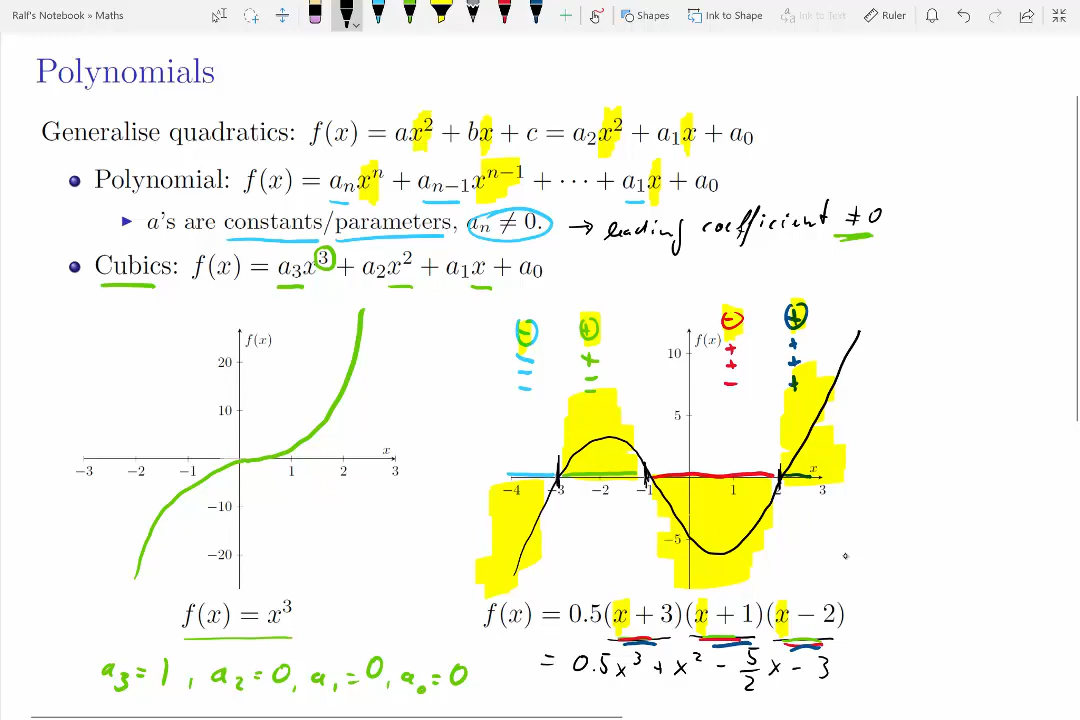 Ralf's Notebook » Maths
Shapes
Ink to Shape
Ink to Text
Ruler
Polynomials
Generalise quadratics: f(x) = ax² + bx + c = a₂x² + a₁x + a₀
• Polynomial: f(x) = aₙxⁿ + aₙ₋₁xⁿ⁻¹ + ··· + a₁x + a₀
▶ a's are constants/parameters, aₙ ≠ 0. → leading coefficient ≠ 0
• Cubics: f(x) = a₃x³ + a₂x² + a₁x + a₀
f(x)
20
10
−10
−20
−3 −2 −1 1 2 3
x
f(x) = x³
a₃ = 1, a₂ = 0, a₁ = 0, a₀ = 0
− + − +
− + + +
− − + +
− − − +
f(x)
10
5
−5
−4 −3 −2 −1 1 2 3
x
f(x) = 0.5(x + 3)(x + 1)(x − 2)
= 0.5x³ + x² − 5/2 x − 3